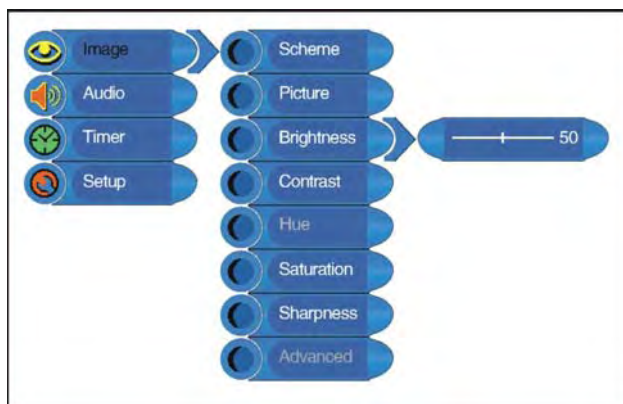 Image
Audio
Timer
Setup
Scheme
Picture
Brightness
Contrast
Hue
Saturation
Sharpness
Advanced
50